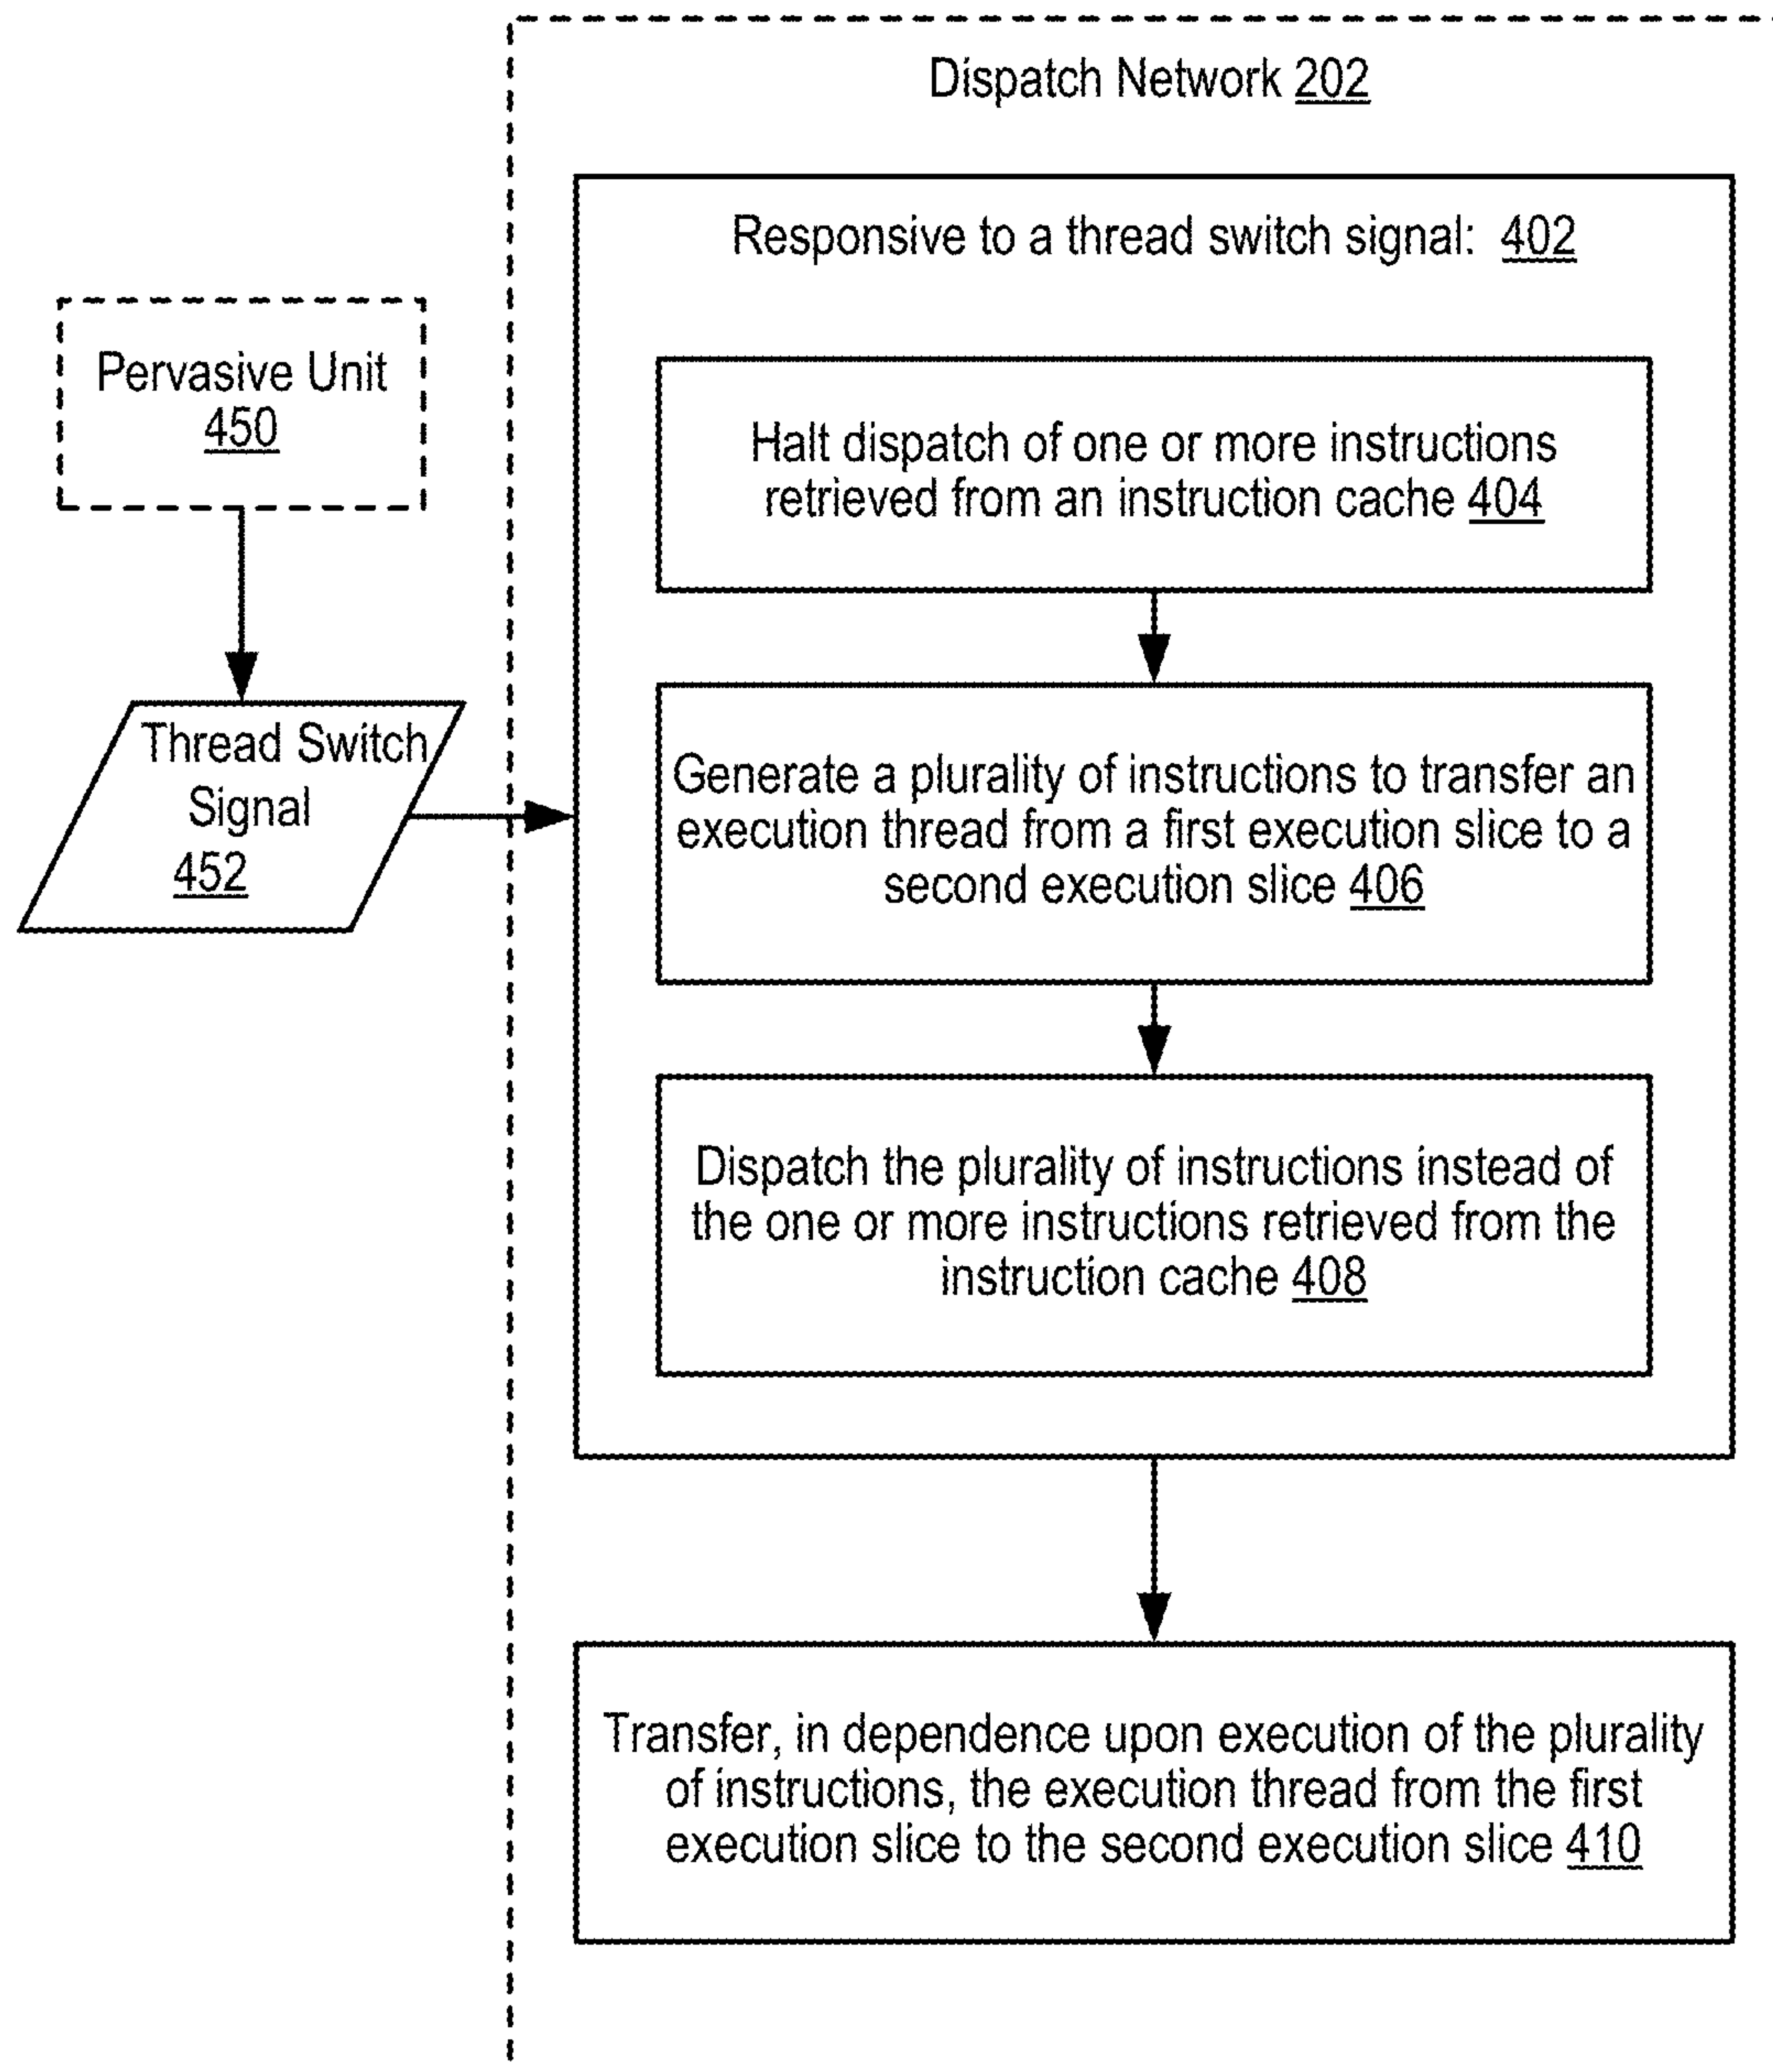 Dispatch Network 202
Responsive to a thread switch signal: 402
Pervasive Unit
450
Halt dispatch of one or more instructions
retrieved from an instruction cache 404
Thread Switch
Signal
452
Generate a plurality of instructions to transfer an
execution thread from a first execution slice to a
second execution slice 406
Dispatch the plurality of instructions instead of
the one or more instructions retrieved from the
instruction cache 408
Transfer, in dependence upon execution of the plurality
of instructions, the execution thread from the first
execution slice to the second execution slice 410